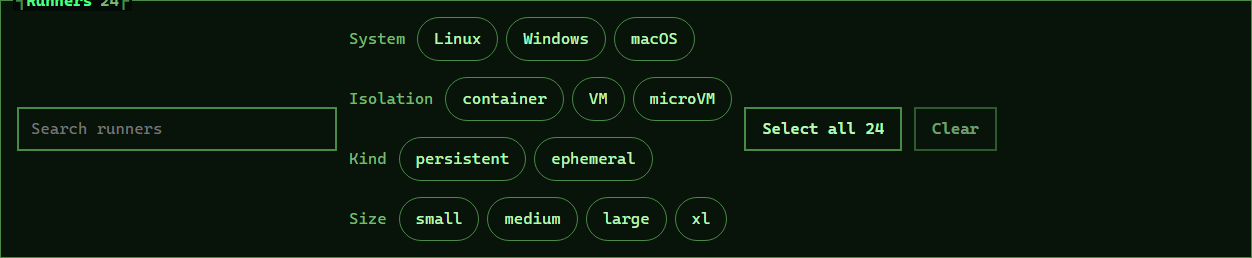 Runners 24
System Linux Windows macOS
Isolation container VM microVM
Search runners
Select all 24 Clear
Kind persistent ephemeral
Size small medium large xl